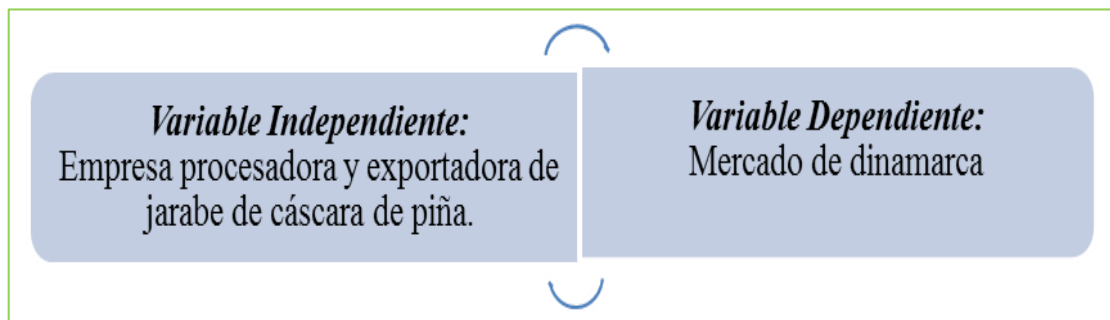 Variable Independiente:
Empresa procesadora y exportadora de
jarabe de cáscara de piña.
Variable Dependiente:
Mercado de dinamarca